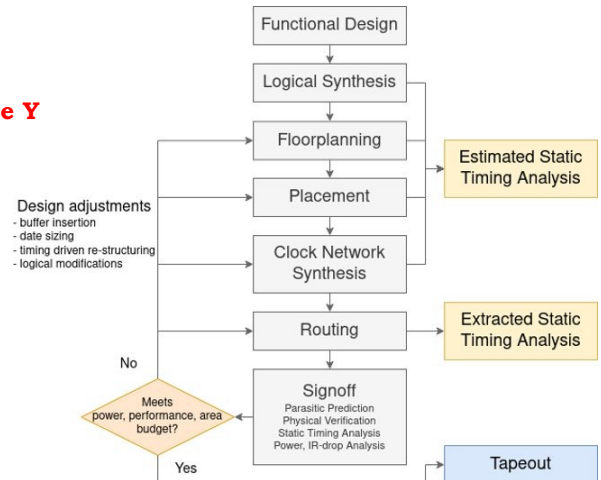 Functional Design
Logical Synthesis
e Y
Floorplanning
Estimated Static
Timing Analysis
Placement
Design adjustments
- buffer insertion
- date sizing
- timing driven re-structuring
- logical modifications
Clock Network
Synthesis
Routing
Extracted Static
Timing Analysis
No
Meets
power, performance, area
budget?
Signoff
Parasitic Prediction
Physical Verification
Static Timing Analysis
Power, IR-drop Analysis
Yes
Tapeout